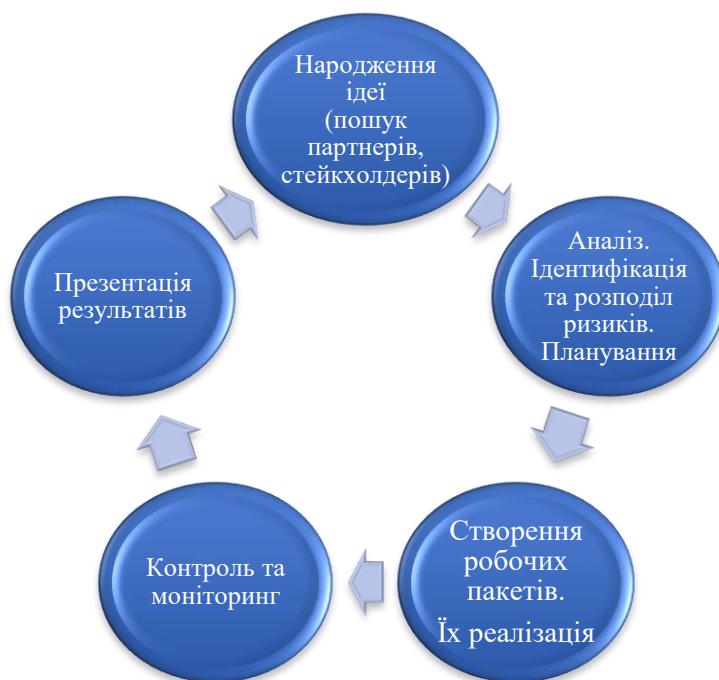 Народження
ідеї
(пошук
партнерів,
стейкхолдерів)
Аналіз.
Ідентифікація
та розподіл
ризиків.
Планування
Створення
робочих
пакетів.
Їх реалізація
Контроль та
моніторинг
Презентація
результатів